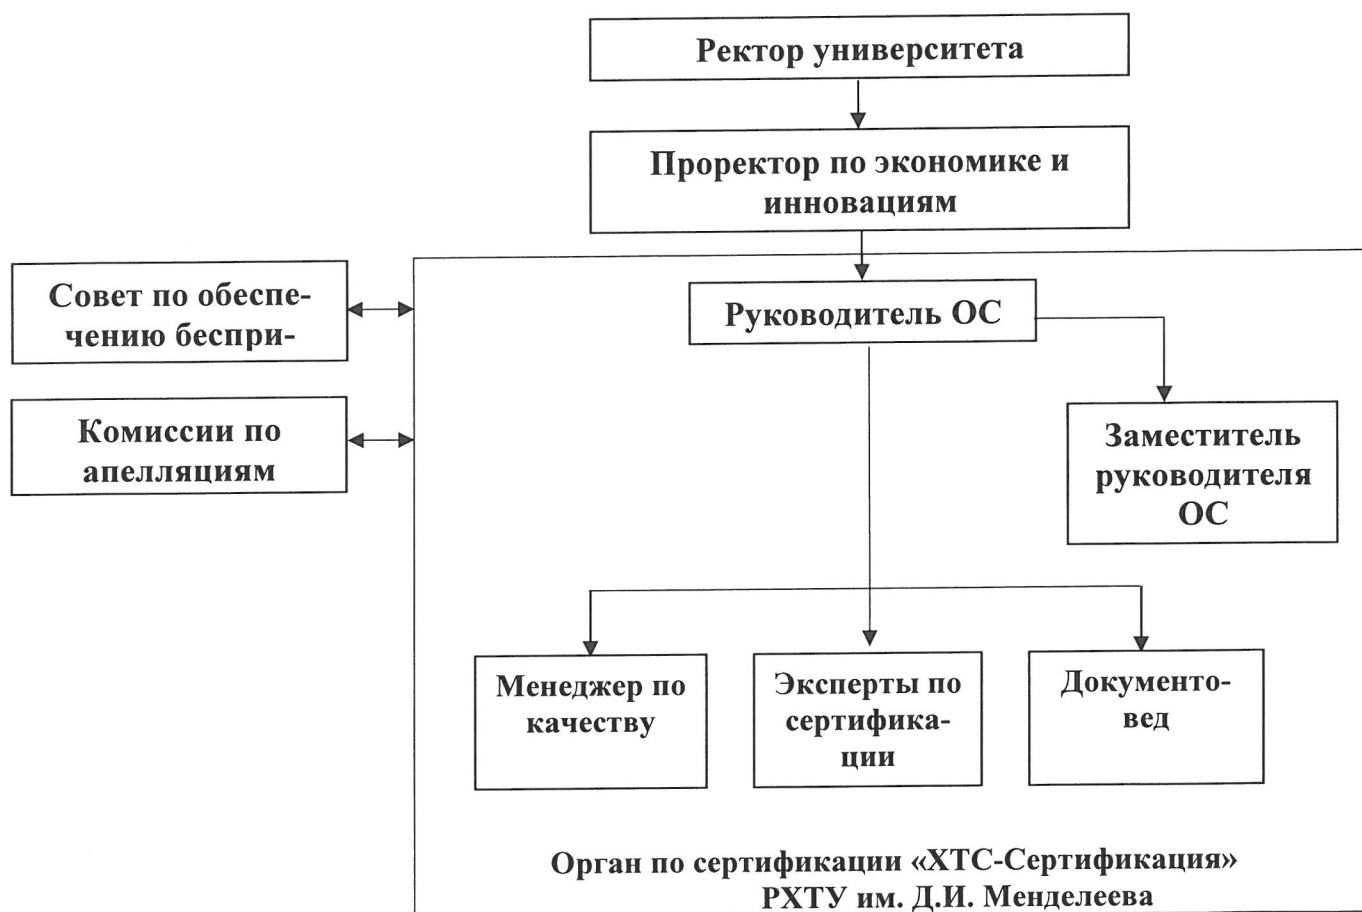 Ректор университета
Проректор по экономике и
инновациям
Совет по обеспе-
чению беспри-
Руководитель ОС
Комиссии по
апелляциям
Заместитель
руководителя
ОС
Менеджер по
качеству
Эксперты по
сертифика-
ции
Документо-
вед
Орган по сертификации «ХТС-Сертификация»
РХТУ им. Д.И. Менделеева